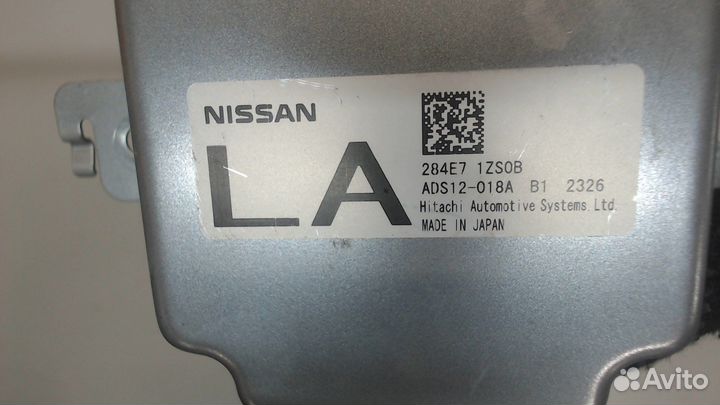 NISSAN
LA
284E7 1ZS0B
ADS12-018A B1 2326
Hitachi Automotive Systems,Ltd.
MADE IN JAPAN
Avito